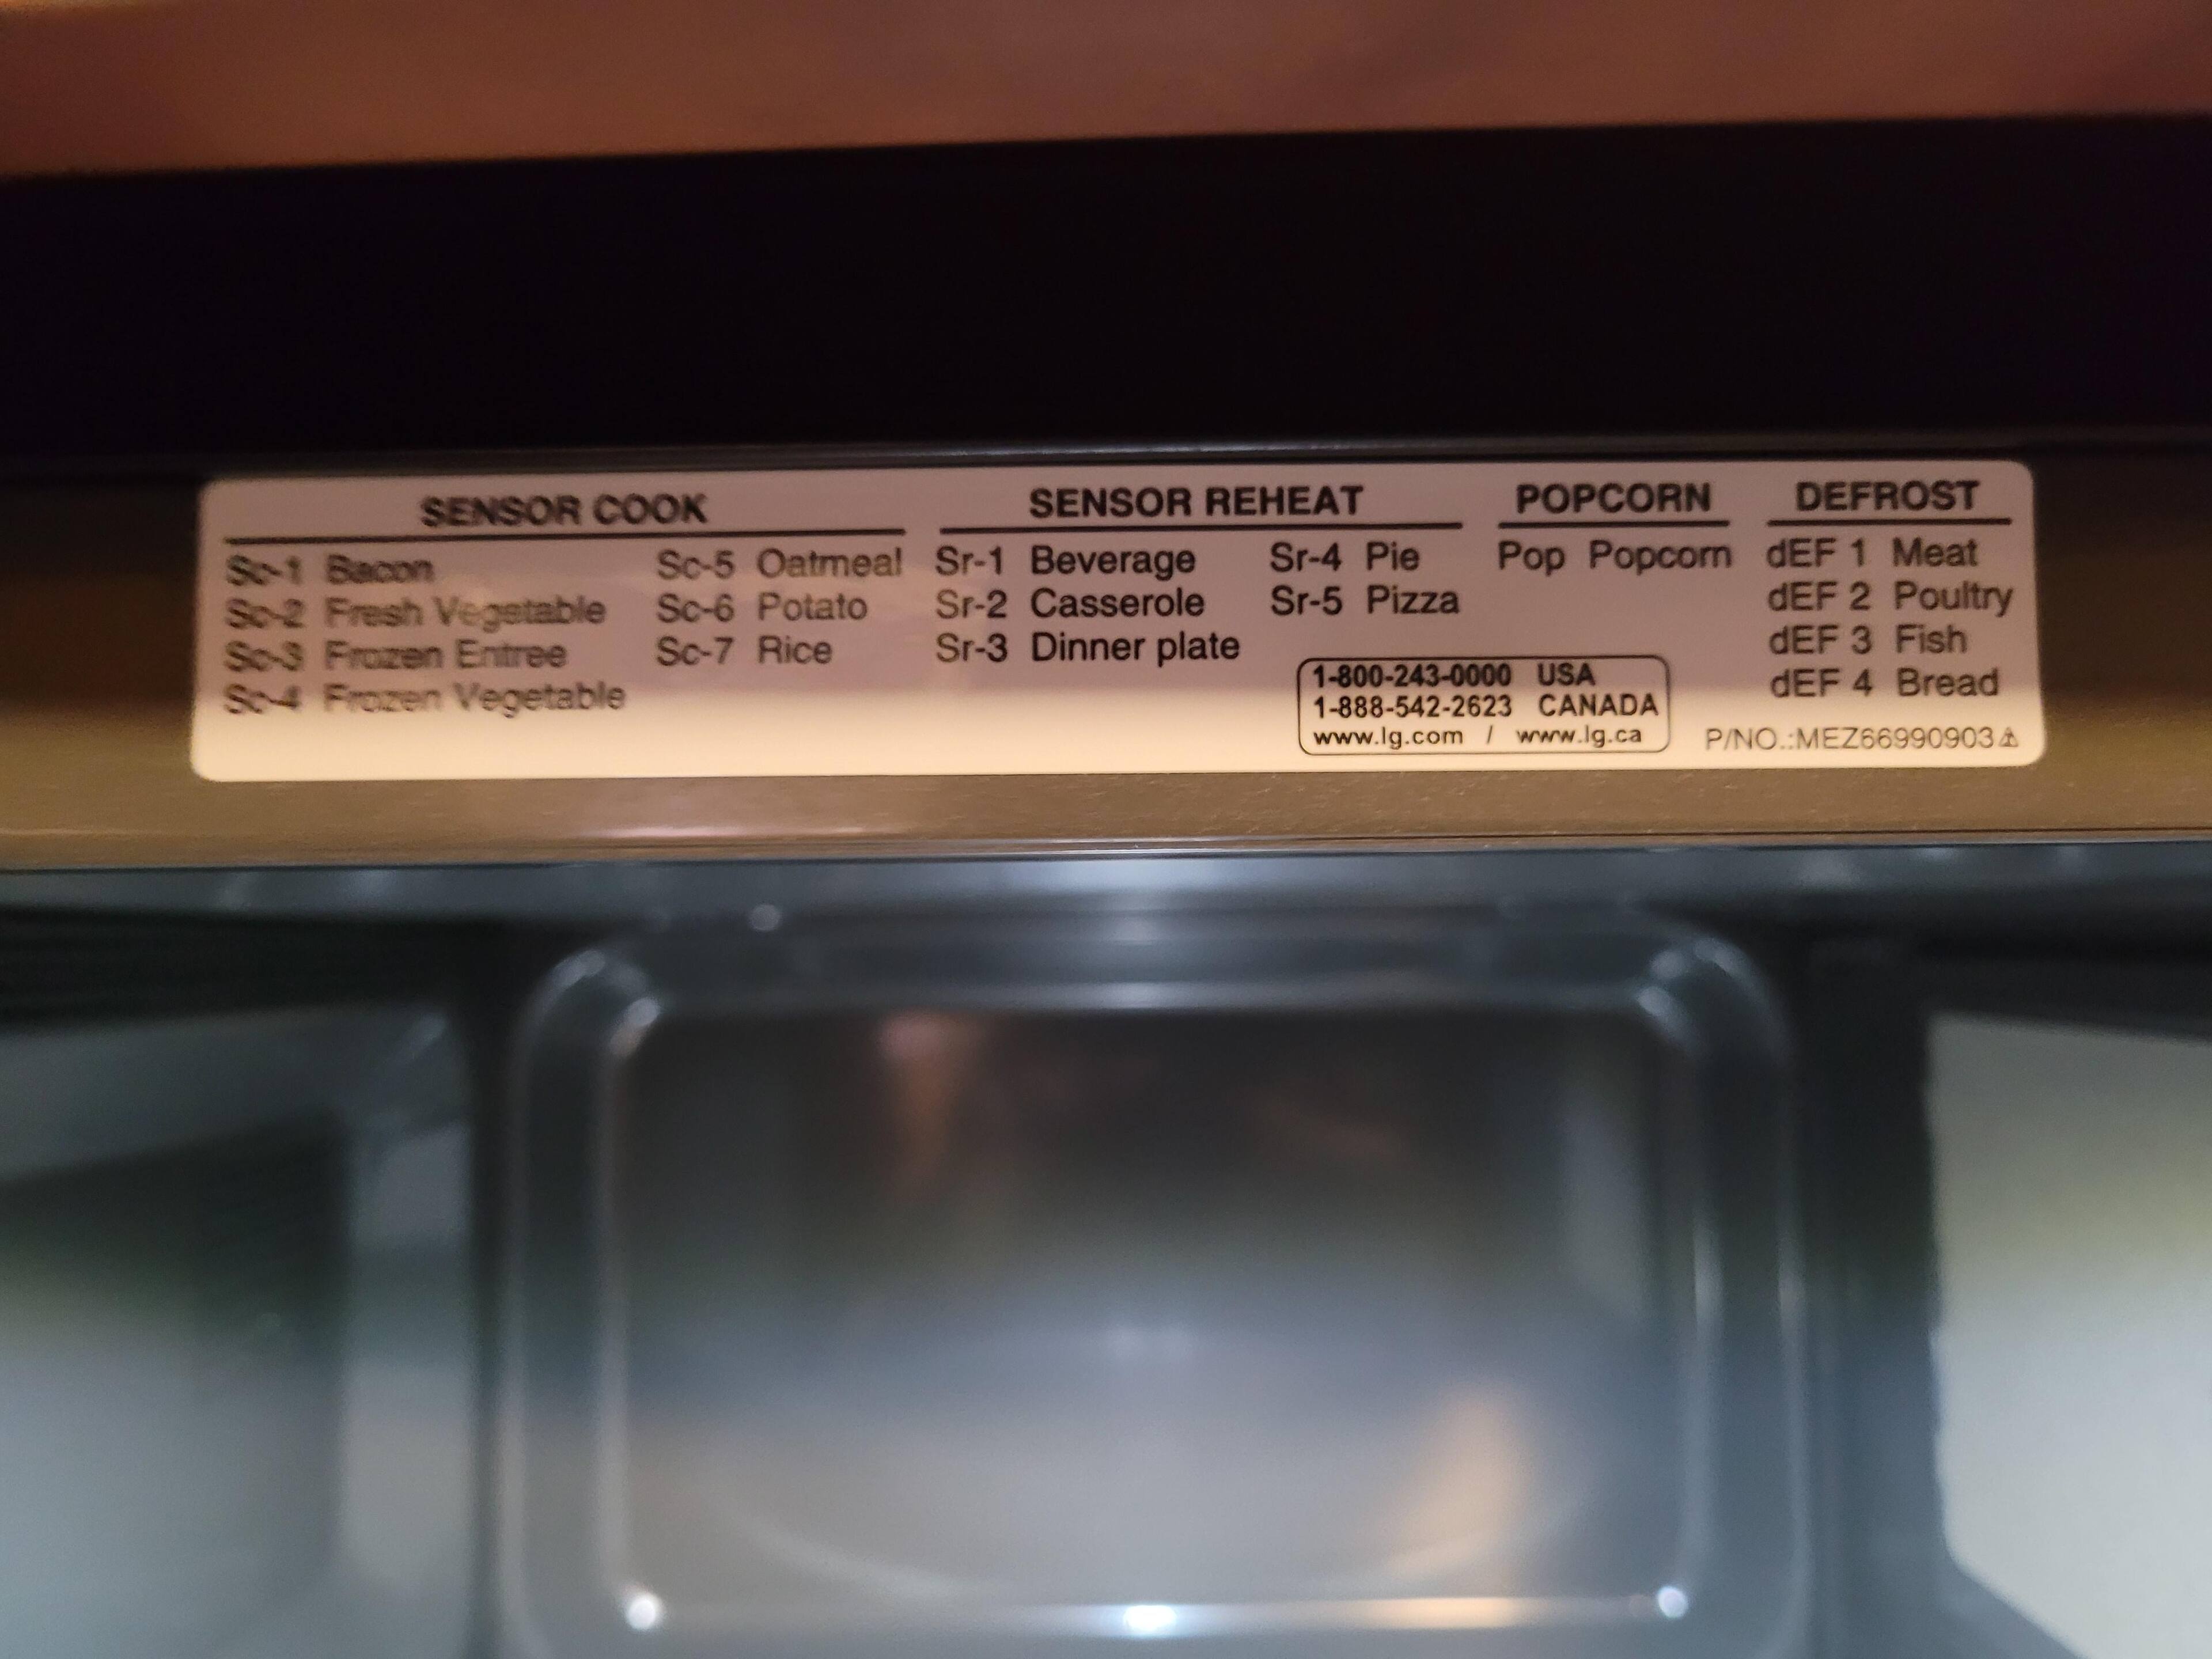 SENSOR COOK
Sc-1 Bacon
Sc-2 Fresh Vegetable
Sc-3 Frozen Entree
Sc-4 Frozen Vegetable
Sc-5 Oatmeal
Sc-6 Potato
Sc-7 Rice
SENSOR REHEAT
Sr-1 Beverage
Sr-2 Casserole
Sr-3 Dinner plate
Sr-4 Pie
Sr-5 Pizza
POPCORN
Pop Popcorn
1-800-243-0000 USA
1-888-542-2623 CANADA
www.lg.com / www.lg.ca
DEFROST
dEF 1 Meat
dEF 2 Poultry
dEF 3 Fish
dEF 4 Bread
P/NO.:MEZ66990903